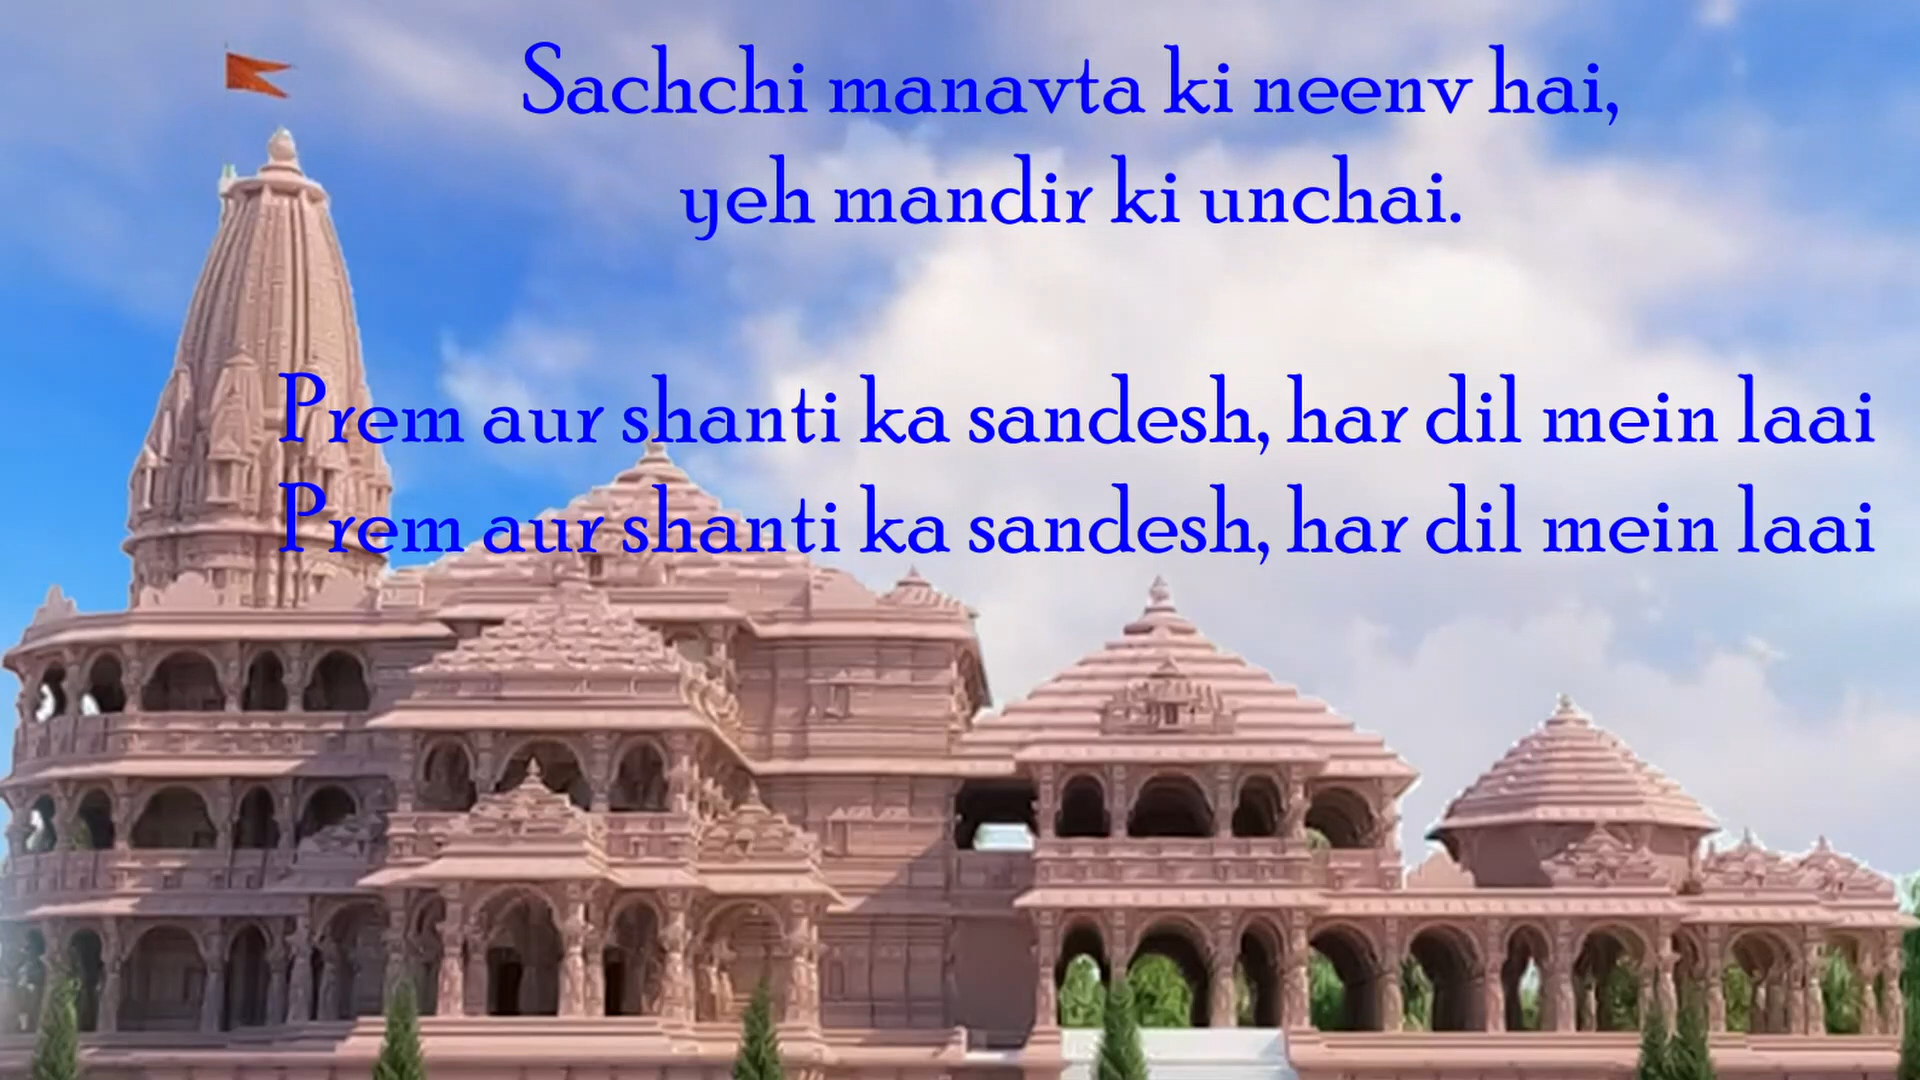 Sachchi manavta ki neenv hai,
yeh mandir ki unchai.
Prem aur shanti ka sandesh, har dil mein laai
Prem aur shanti ka sandesh, har dil mein laai